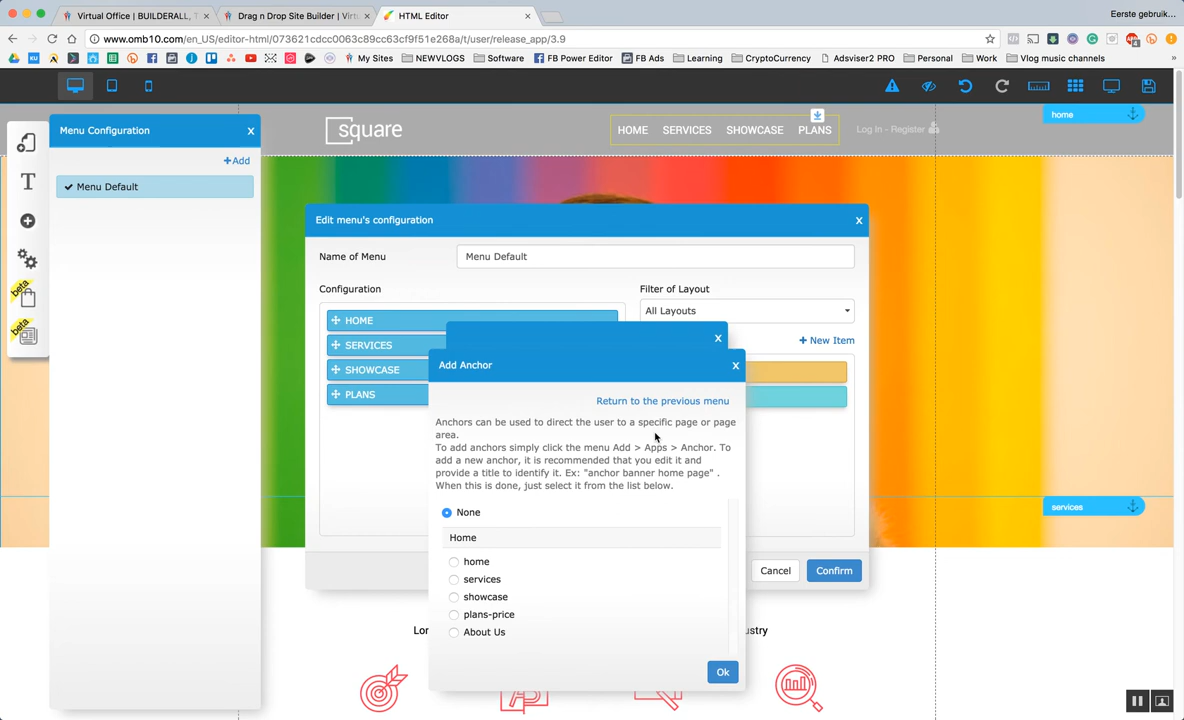 Virtual Office | BUILDERALL, T
Drag n Drop Site Builder | Virtu
HTML Editor
Eerste gebruik...
www.omb10.com/en_US/editor-html/073621cdcc0063c89cc63cf9f51e268a/t/user/release_app/3.9
My Sites
NEWVLOGS
Software
FB Power Editor
FB Ads
Learning
CryptoCurrency
Adsviser2 PRO
Personal
Work
Vlog music channels
Menu Configuration x
+Add
Menu Default
beta
beta
square
HOME SERVICES SHOWCASE PLANS
Log In - Register
home
Edit menu's configuration x
Name of Menu
Menu Default
Configuration
Filter of Layout
All Layouts
HOME
SERVICES
SHOWCASE
PLANS
+ New Item
x
Add Anchor x
Return to the previous menu
Anchors can be used to direct the user to a specific page or page
area.
To add anchors simply click the menu Add > Apps > Anchor. To
add a new anchor, it is recommended that you edit it and
provide a title to identify it. Ex: "anchor banner home page" .
When this is done, just select it from the list below.
None
Home
home
services
showcase
plans-price
About Us
Ok
Cancel
Confirm
services